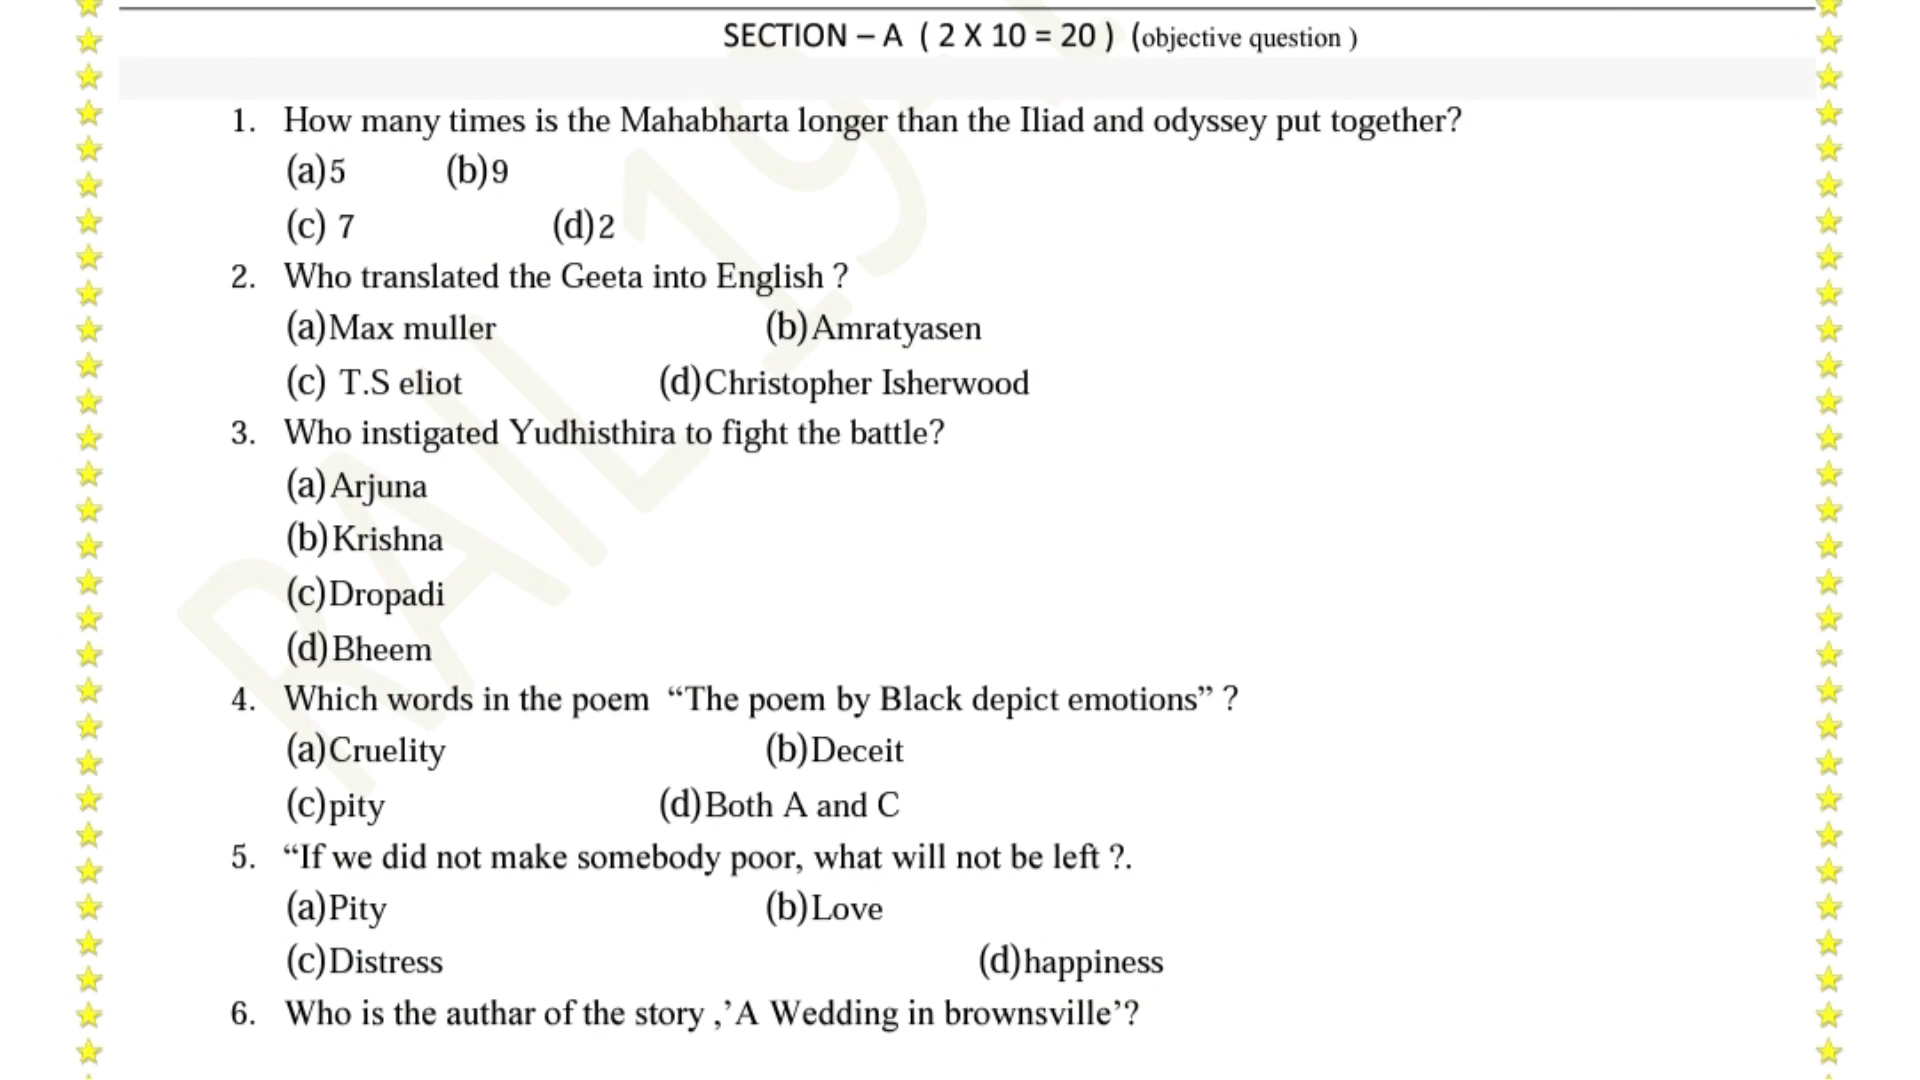 SECTION – A ( 2 X 10 = 20 ) (objective question )
1. How many times is the Mahabharta longer than the Iliad and odyssey put together?
(a)5 (b)9
(c) 7 (d)2
2. Who translated the Geeta into English ?
(a)Max muller (b)Amratyasen
(c) T.S eliot (d)Christopher Isherwood
3. Who instigated Yudhisthira to fight the battle?
(a)Arjuna
(b)Krishna
(c)Dropadi
(d)Bheem
4. Which words in the poem “The poem by Black depict emotions” ?
(a)Cruelity (b)Deceit
(c)pity (d)Both A and C
5. “If we did not make somebody poor, what will not be left ?.
(a)Pity (b)Love
(c)Distress (d)happiness
6. Who is the authar of the story ,’A Wedding in brownsville’?